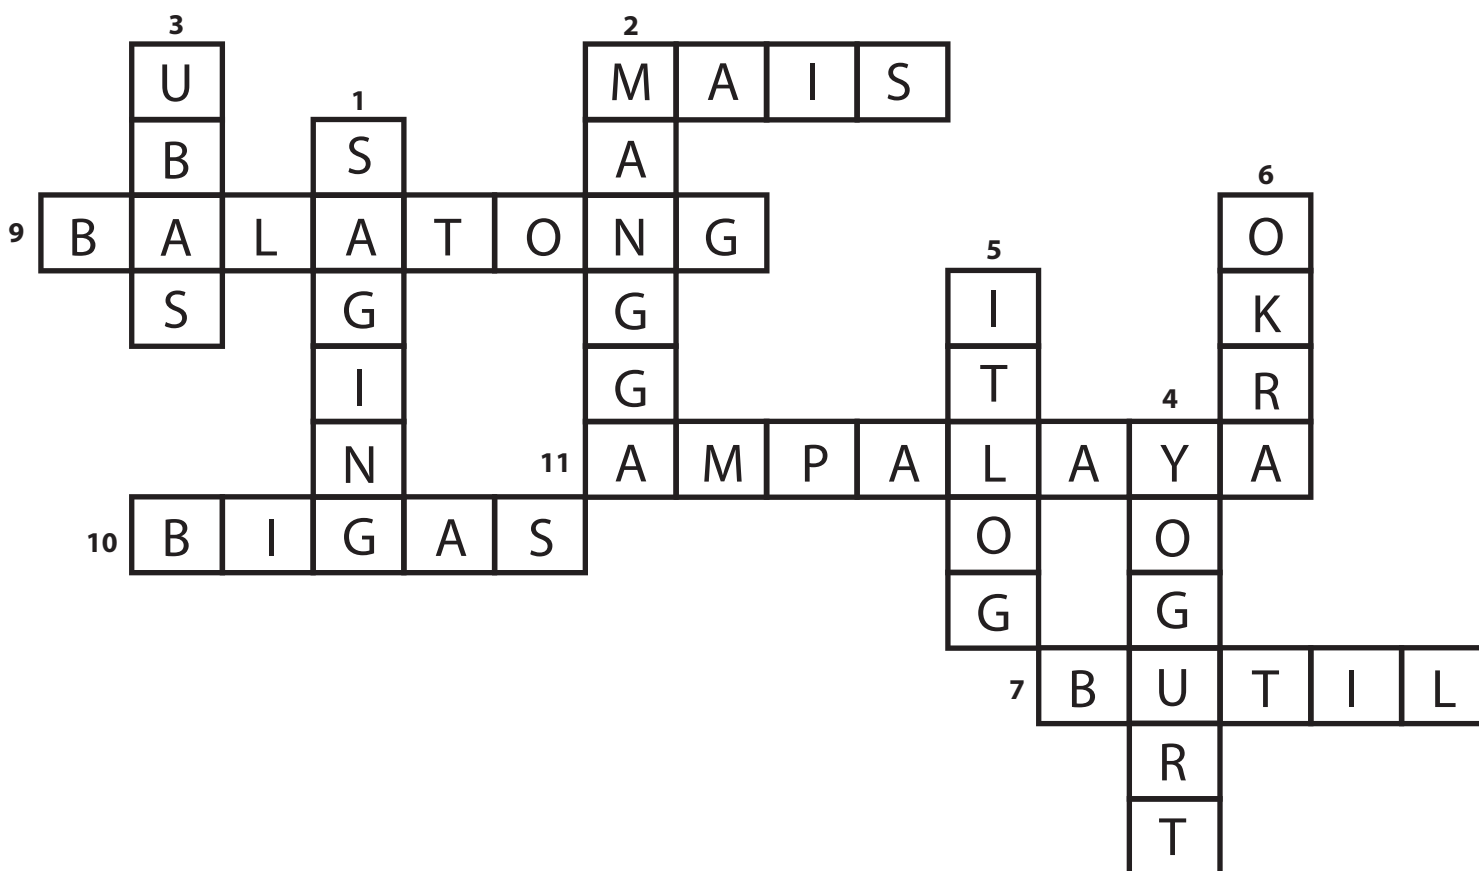 3 2
U M A I S
1
B S A
6
9 B A L A T O N G O
5
S G G I K
I G T 4 R
N 11 A M P A L A Y A
10 B I G A S O O
G G
7 B U T I L
R
T